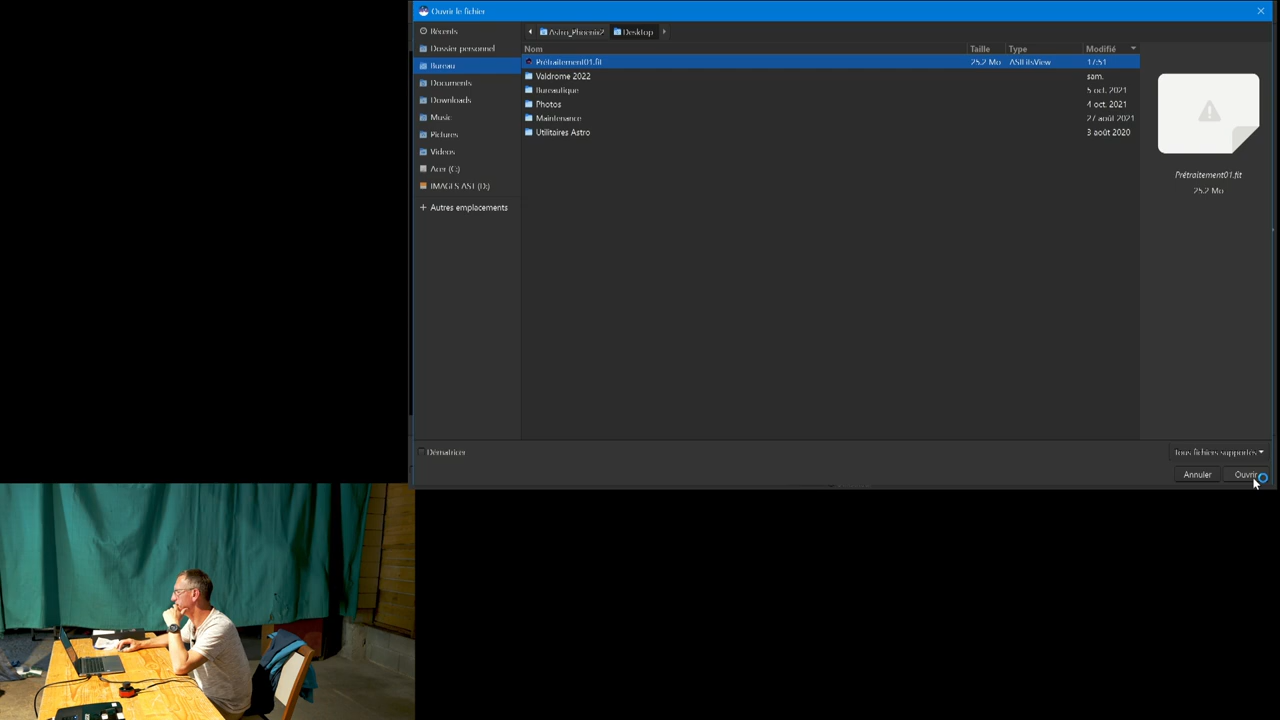 Ouvrir le fichier
Récents
Dossier personnel
Bureau
Documents
Downloads
Music
Pictures
Videos
Acer (C:)
IMAGES AST (D:)
+ Autres emplacements
Astro_Phoenix2 Desktop
Nom Taille Type Modifié
Prétraitement01.fit 25.2 Mo ASIFitsView 17:51
Valdrome 2022 sam.
Bureautique 5 oct. 2021
Photos 4 oct. 2021
Maintenance 27 août 2021
Utilitaires Astro 3 août 2020
Prétraitement01.fit
25.2 Mo
Dématricer
Tous fichiers supportés
Annuler Ouvrir